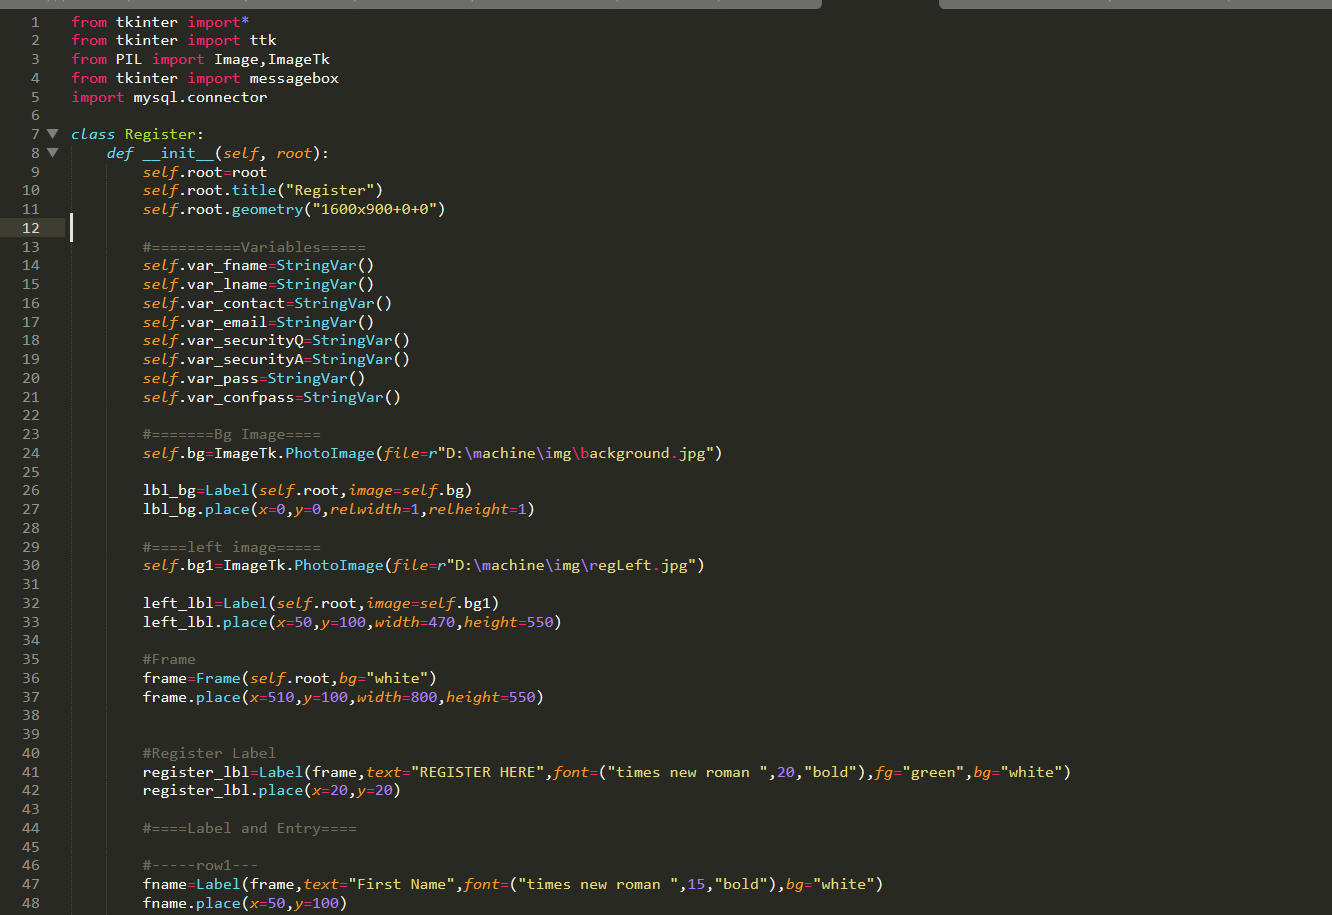 1 from tkinter import*
2 from tkinter import ttk
3 from PIL import Image,ImageTk
4 from tkinter import messagebox
5 import mysql.connector
6
7 class Register:
8     def __init__(self, root):
9         self.root=root
10         self.root.title("Register")
11         self.root.geometry("1600x900+0+0")
12
13         #==========Variables=====
14         self.var_fname=StringVar()
15         self.var_lname=StringVar()
16         self.var_contact=StringVar()
17         self.var_email=StringVar()
18         self.var_securityQ=StringVar()
19         self.var_securityA=StringVar()
20         self.var_pass=StringVar()
21         self.var_confpass=StringVar()
22
23         #=======Bg Image====
24         self.bg=ImageTk.PhotoImage(file=r"D:\machine\img\background.jpg")
25
26         lbl_bg=Label(self.root,image=self.bg)
27         lbl_bg.place(x=0,y=0,relwidth=1,relheight=1)
28
29         #====left image=====
30         self.bg1=ImageTk.PhotoImage(file=r"D:\machine\img\regLeft.jpg")
31
32         left_lbl=Label(self.root,image=self.bg1)
33         left_lbl.place(x=50,y=100,width=470,height=550)
34
35         #Frame
36         frame=Frame(self.root,bg="white")
37         frame.place(x=510,y=100,width=800,height=550)
38
39
40         #Register Label
41         register_lbl=Label(frame,text="REGISTER HERE",font=("times new roman ",20,"bold"),fg="green",bg="white")
42         register_lbl.place(x=20,y=20)
43
44         #====Label and Entry====
45
46         #-----row1---
47         fname=Label(frame,text="First Name",font=("times new roman ",15,"bold"),bg="white")
48         fname.place(x=50,y=100)